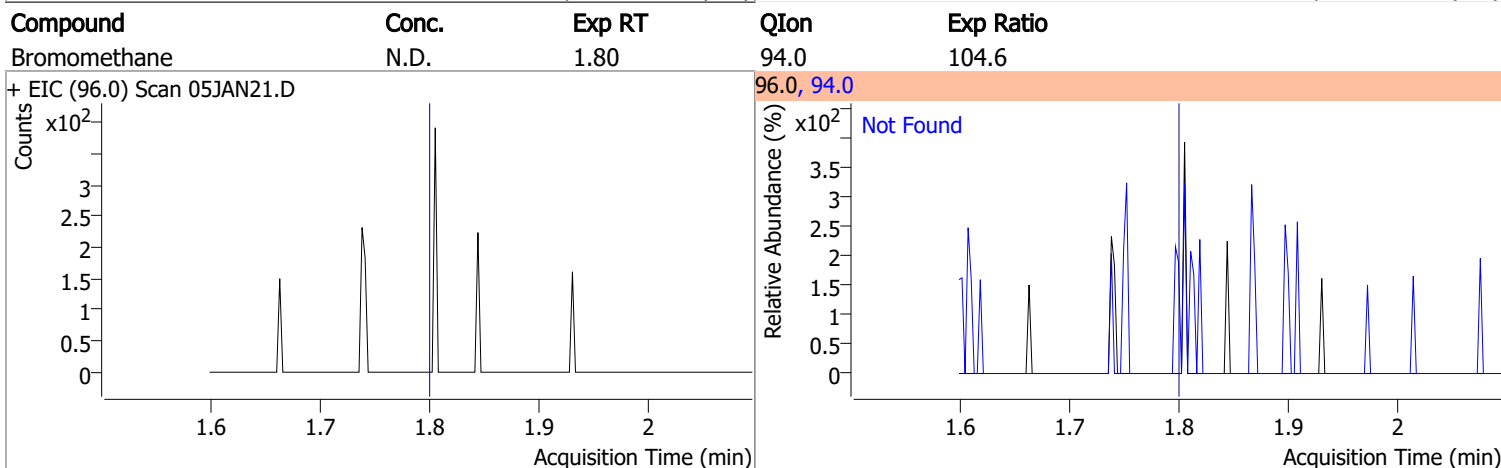 Compound Conc. Exp RT QIon Exp Ratio
Bromomethane N.D. 1.80 94.0 104.6
+ EIC (96.0) Scan 05JAN21.D
Counts
x10²
3
2.5
2
1.5
1
0.5
0
1.6 1.7 1.8 1.9 2
Acquisition Time (min)
96.0, 94.0
Relative Abundance (%)
x10²
Not Found
3.5
3
2.5
2
1.5
1
0.5
0
1.6 1.7 1.8 1.9 2
Acquisition Time (min)